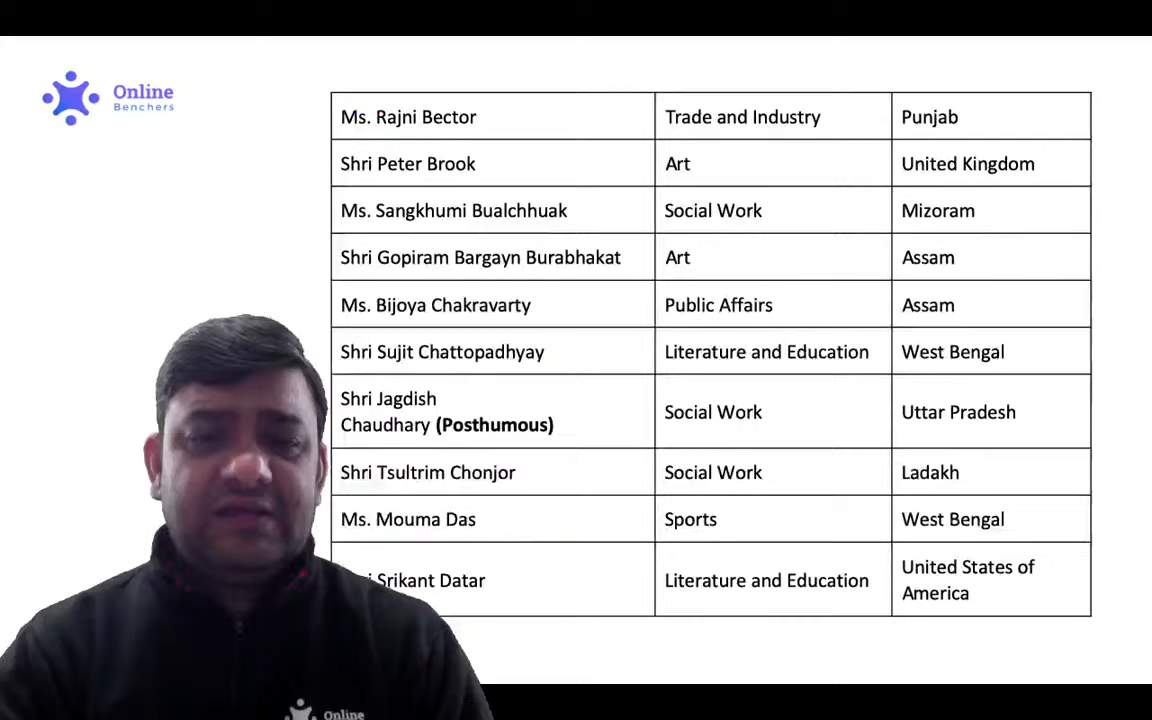 Online
Benchers
Ms. Rajni Bector Trade and Industry Punjab
Shri Peter Brook Art United Kingdom
Ms. Sangkhumi Bualchhuak Social Work Mizoram
Shri Gopiram Bargayn Burabhakat Art Assam
Ms. Bijoya Chakravarty Public Affairs Assam
Shri Sujit Chattopadhyay Literature and Education West Bengal
Shri Jagdish
Chaudhary (Posthumous) Social Work Uttar Pradesh
Shri Tsultrim Chonjor Social Work Ladakh
Ms. Mouma Das Sports West Bengal
Srikant Datar Literature and Education United States of
America
Online